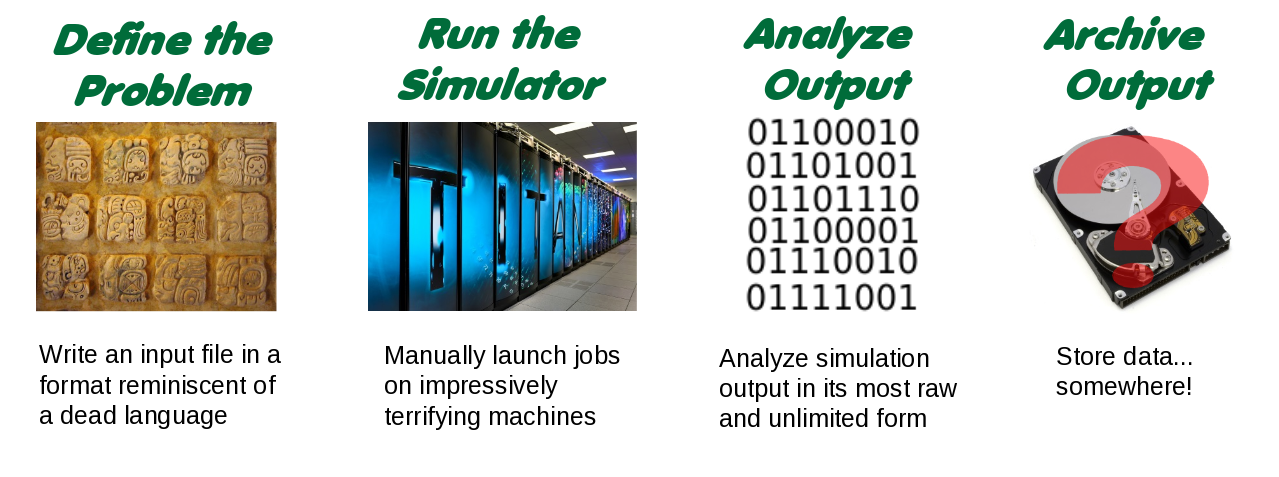 Define the
Problem
Write an input file in a
format reminiscent of
a dead language
Run the
Simulator
TITAN
Manually launch jobs
on impressively
terrifying machines
Analyze
Output
01100010
01101001
01101110
01100001
01110010
01111001
Analyze simulation
output in its most raw
and unlimited form
Archive
Output
?
Store data...
somewhere!